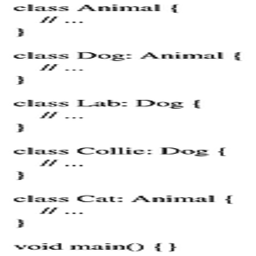 class Animal {
// ...
}
class Dog: Animal {
// ...
}
class Lab: Dog {
// ...
}
class Collie: Dog {
// ...
}
class Cat: Animal {
// ...
}
void main() { }